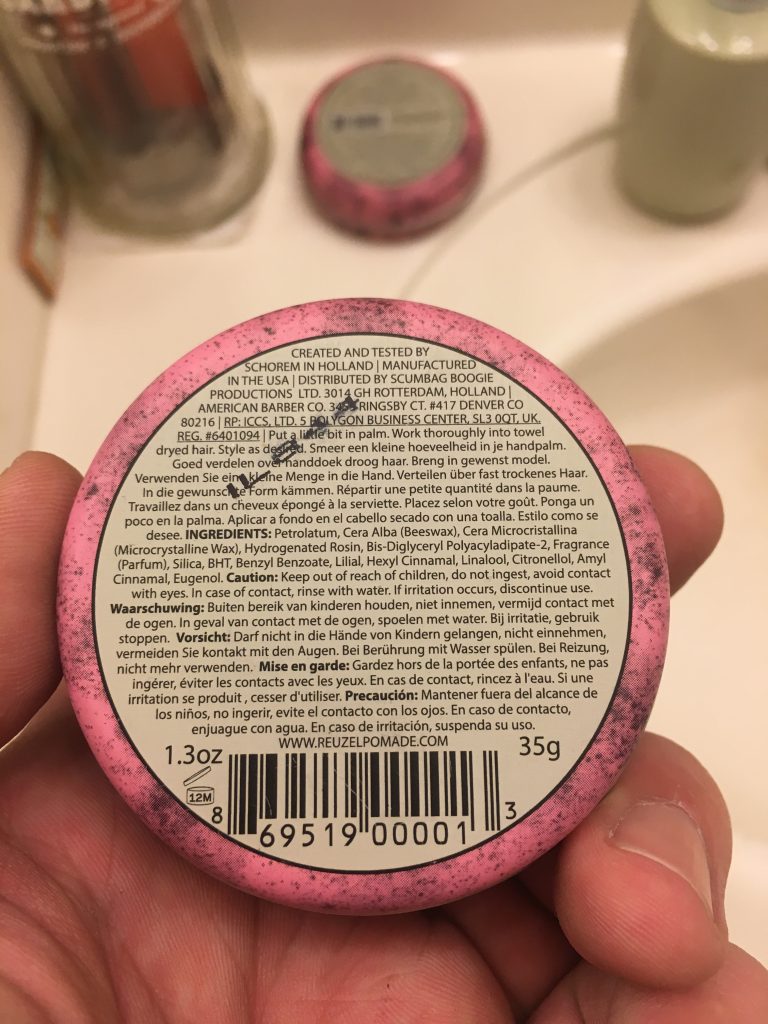 CREATED AND TESTED BY
SCHOREM IN HOLLAND | MANUFACTURED
IN THE USA | DISTRIBUTED BY SCUMBAG BOOGIE
PRODUCTIONS LTD. 3014 GH ROTTERDAM, HOLLAND |
AMERICAN BARBER CO. RINGSBY CT. #417 DENVER CO
80216 | RP: ICCS, LTD. 5 POLYGON BUSINESS CENTER, SL3 0QT, UK.
REG. #6401094 | Put a little bit in palm. Work thoroughly into towel
dryed hair. Style as desired. Smeer een kleine hoeveelheid in je handpalm.
Goed verdelen over handdoek droog haar. Breng in gewenst model.
Verwenden Sie eine kleine Menge in die Hand. Verteilen über fast trockenes Haar.
In die gewunschte Form kämmen. Répartir une petite quantité dans la paume.
Travaillez dans un cheveux épongé à la serviette. Placez selon votre goût. Ponga un
poco en la palma. Aplicar a fondo en el cabello secado con una toalla. Estilo como se
desee. INGREDIENTS: Petrolatum, Cera Alba (Beeswax), Cera Microcristallina
(Microcrystalline Wax), Hydrogenated Rosin, Bis-Diglyceryl Polyacyladipate-2, Fragrance
(Parfum), Silica, BHT, Benzyl Benzoate, Lilial, Hexyl Cinnamal, Linalool, Citronellol, Amyl
Cinnamal, Eugenol. Caution: Keep out of reach of children, do not ingest, avoid contact
with eyes. In case of contact, rinse with water. If irritation occurs, discontinue use.
Waarschuwing: Buiten bereik van kinderen houden, niet innemen, vermijd contact met
de ogen. In geval van contact met de ogen, spoelen met water. Bij irritatie, gebruik
stoppen. Vorsicht: Darf nicht in die Hände von Kindern gelangen, nicht einnehmen,
vermeiden Sie kontakt mit den Augen. Bei Berührung mit Wasser spülen. Bei Reizung,
nicht mehr verwenden. Mise en garde: Gardez hors de la portée des enfants, ne pas
ingérer, éviter les contacts avec les yeux. En cas de contact, rincez à l'eau. Si une
irritation se produit , cesser d'utiliser. Precaución: Mantener fuera del alcance de
los niños, no ingerir, evite el contacto con los ojos. En caso de contacto,
enjuague con agua. En caso de irritación, suspenda su uso.
WWW.REUZELPOMADE.COM
1.3oz 35g
12M
8 69519 00001 3